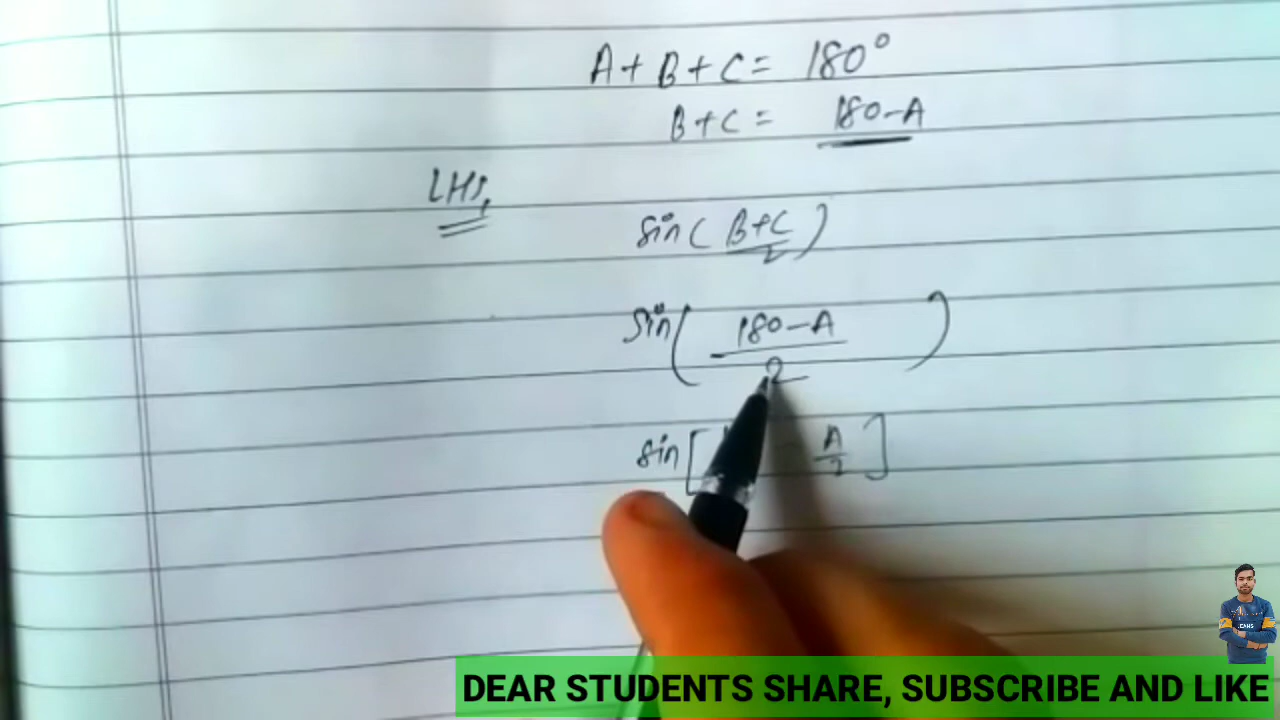 A + B + C = 180°
B + C = 180 - A
LHS,
sin ( B+C / 2 )
Sin ( 180 - A / 2 )
sin [ A / 2 ]
DEAR STUDENTS SHARE, SUBSCRIBE AND LIKE